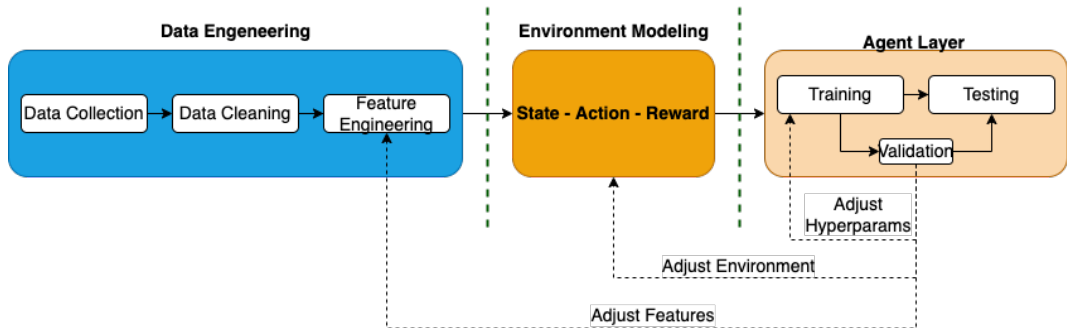 Data Engeneering
Environment Modeling
Agent Layer
Data Collection
Data Cleaning
Feature
Engineering
State - Action - Reward
Training
Testing
Validation
Adjust
Hyperparams
Adjust Environment
Adjust Features